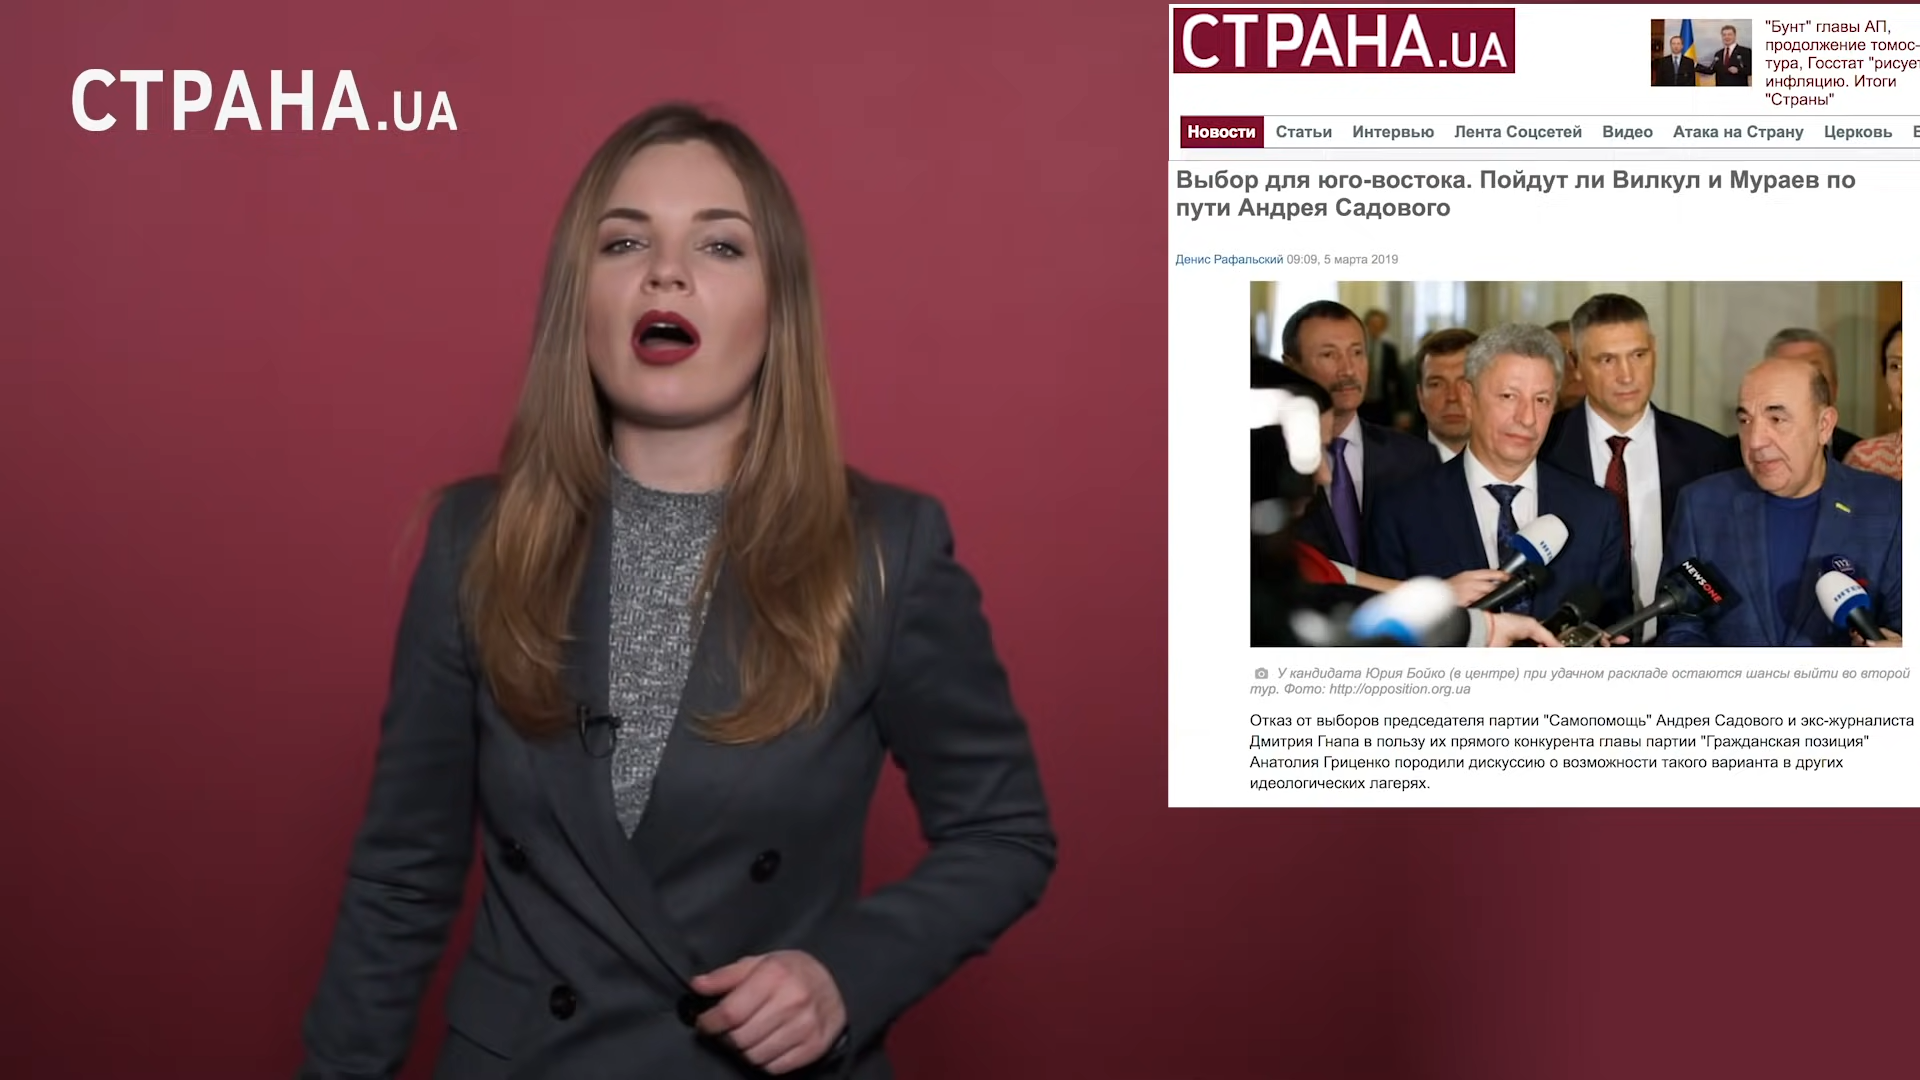 СТРАНА.UA
СТРАНА.UA
"Бунт" главы АП,
продолжение томос-
тура, Госстат "рисует
инфляцию. Итоги
"Страны"
Новости Статьи Интервью Лента Соцсетей Видео Атака на Страну Церковь
Выбор для юго-востока. Пойдут ли Вилкул и Мураев по
пути Андрея Садового
Денис Рафальский 09:09, 5 марта 2019
NEWSONE
112
У кандидата Юрия Бойко (в центре) при удачном раскладе остаются шансы выйти во второй
тур. Фото: http://opposition.org.ua
Отказ от выборов председателя партии "Самопомощь" Андрея Садового и экс-журналиста
Дмитрия Гнапа в пользу их прямого конкурента главы партии "Гражданская позиция"
Анатолия Гриценко породили дискуссию о возможности такого варианта в других
идеологических лагерях.